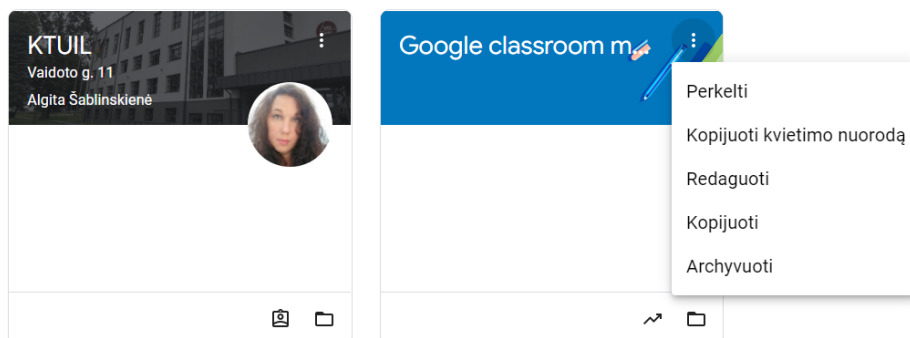 KTUIL
Vaidoto g. 11
Algita Šablinskienė
Google classroom m...
Perkelti
Kopijuoti kvietimo nuorodą
Redaguoti
Kopijuoti
Archyvuoti